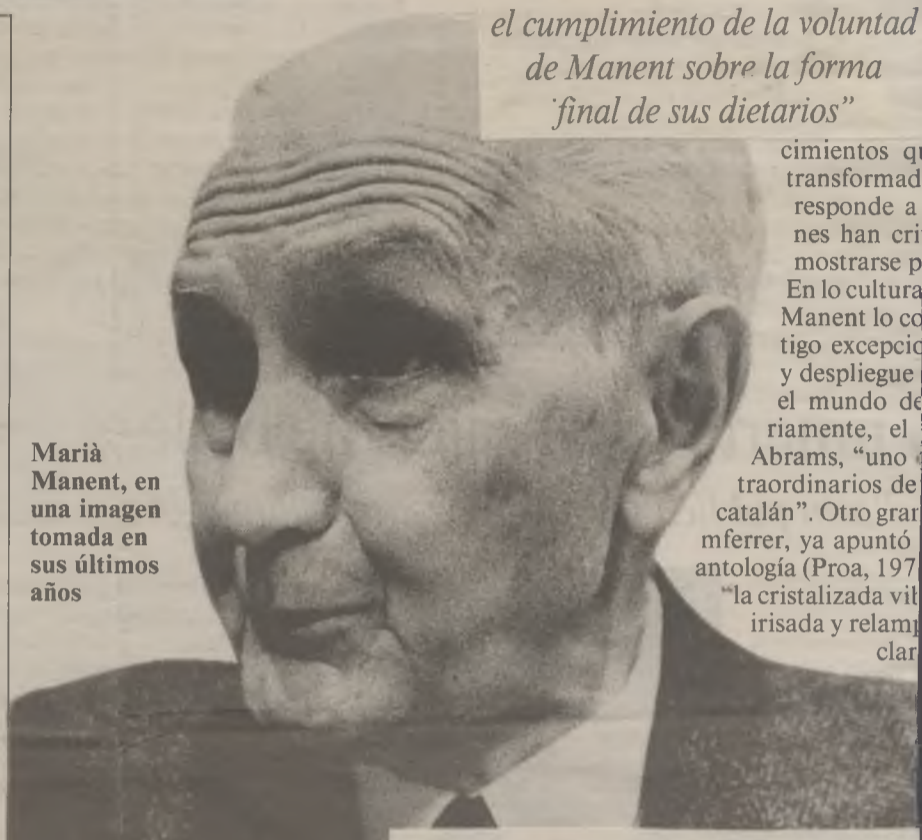 el cumplimiento de la voluntad
de Manent sobre la forma
final de sus dietarios”
cimientos
transformad
responde a
nes han cri
mostrarse p
En lo cultura
Manent lo co
tigo excepcio
y despliegue
el mundo de
riamente, el
Abrams, “uno
traordinarios de
catalán”. Otro gran
mferrer, ya apuntó
antología (Proa, 197
“la cristalizada vib
irisada y relamp
clar
Marià
Manent, en
una imagen
tomada en
sus últimos
años